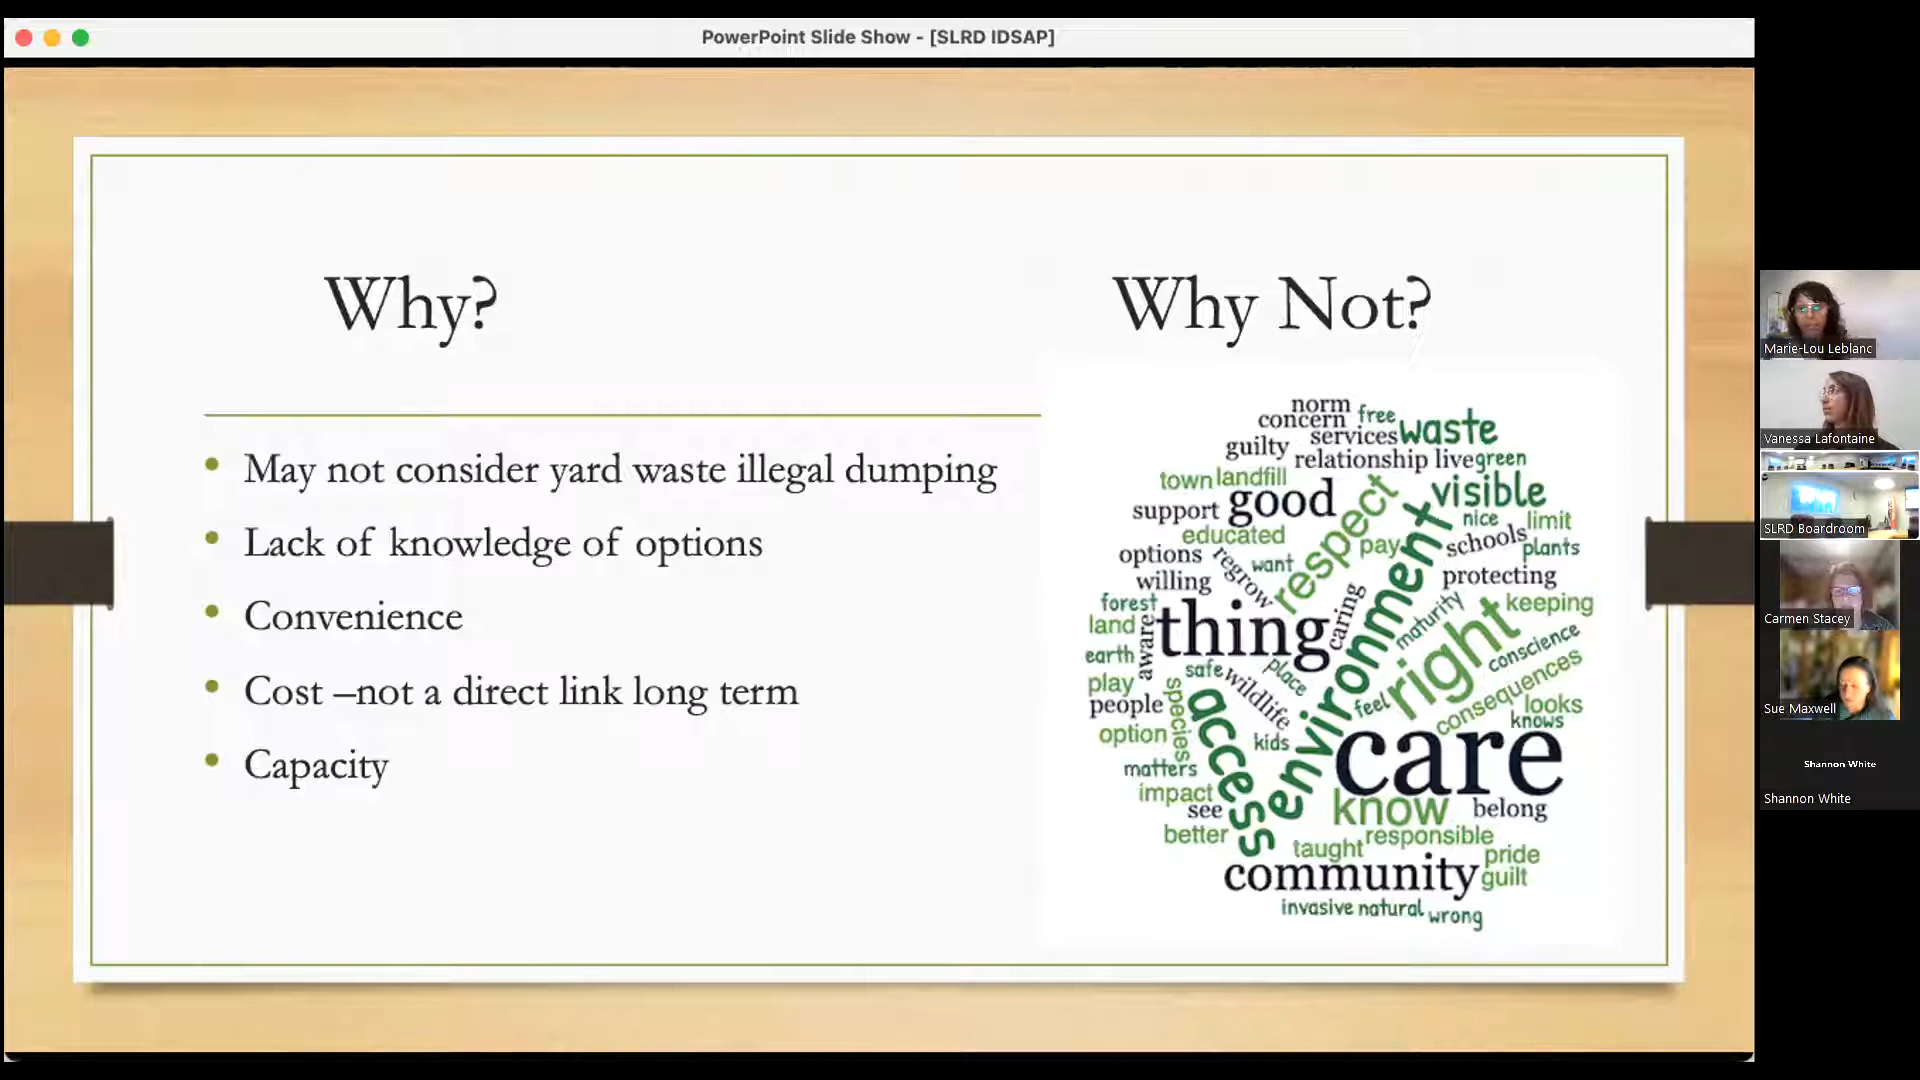 PowerPoint Slide Show - [SLRD IDSAP]
Why?
Why Not?
• May not consider yard waste illegal dumping
• Lack of knowledge of options
• Convenience
• Cost –not a direct link long term
• Capacity
norm
concern free
guilty services waste
relationship live green
town landfill
support good respect visible
educated pay nice limit
options regrow want environment schools plants
willing protecting
forest thing caring maturity right keeping
land aware
earth safe wildlife place conscience
play species access feel consequences
people looks
option kids knows
matters care
impact know belong
see
better taught responsible
community pride
guilt
invasive natural wrong
Marie-Lou Leblanc
Vanessa Lafontaine
SLRD Boardroom
Carmen Stacey
Sue Maxwell
Shannon White
Shannon White